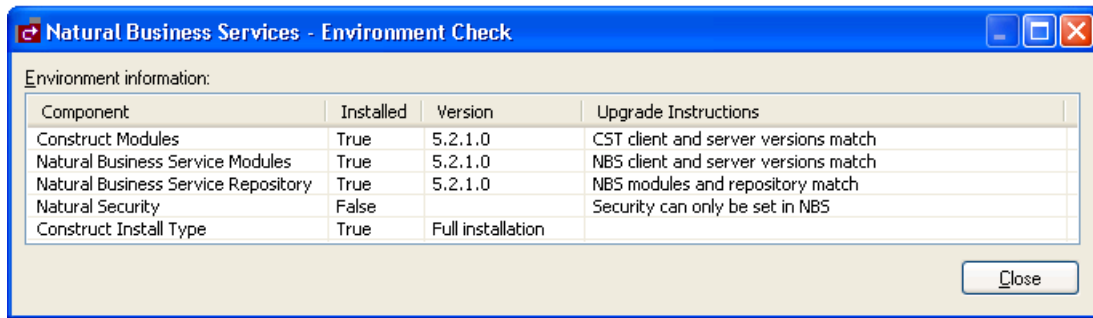 Natural Business Services - Environment Check
Environment information:
Component Installed Version Upgrade Instructions
Construct Modules True 5.2.1.0 CST client and server versions match
Natural Business Service Modules True 5.2.1.0 NBS client and server versions match
Natural Business Service Repository True 5.2.1.0 NBS modules and repository match
Natural Security False Security can only be set in NBS
Construct Install Type True Full installation
Close